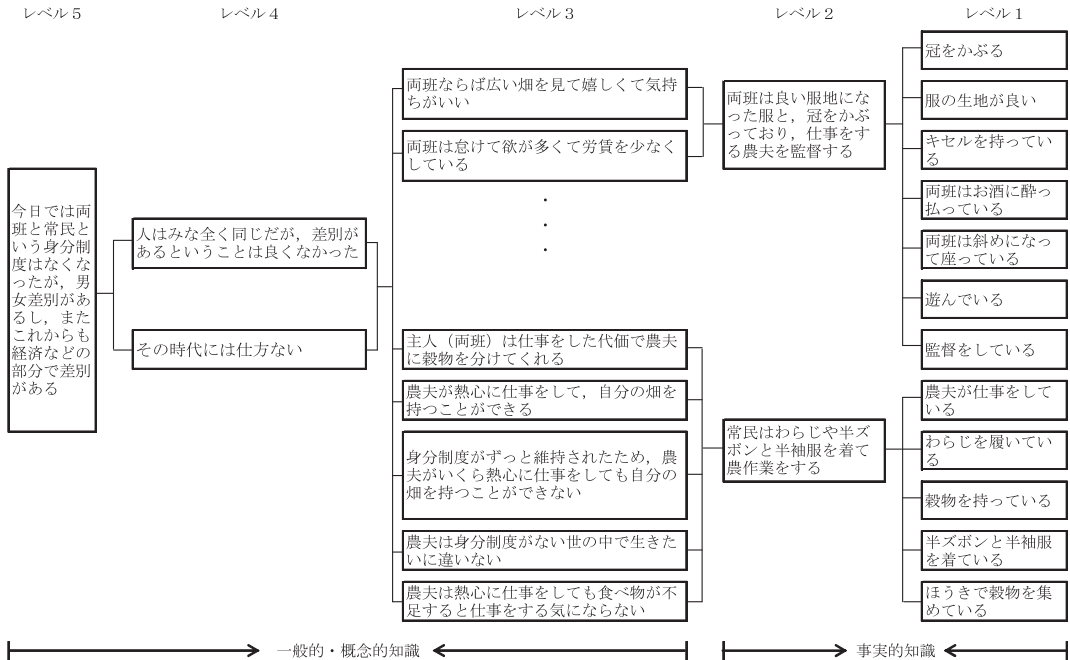 レベル5
レベル4
レベル3
レベル2
レベル1
今日では両
班と常民と
いう身分制
度はなくな
ったが，男
女差別があ
るし，また
これからも
経済などの
部分で差別
がある
人はみな全く同じだが，差別が
あるということは良くなかった
その時代には仕方ない
両班ならば広い畑を見て嬉しくて気持
ちがいい
両班は怠けて欲が多くて労賃を少なく
している
・
・
・
主人（両班）は仕事をした代価で農夫
に穀物を分けてくれる
農夫が熱心に仕事をして，自分の畑を
持つことができる
身分制度がずっと維持されたため，農
夫がいくら熱心に仕事をしても自分の
畑を持つことができない
農夫は身分制度がない世の中で生きた
いに違いない
農夫は熱心に仕事をしても食べ物が不
足すると仕事をする気にならない
両班は良い服地にな
った服と，冠をかぶ
っており，仕事をす
る農夫を監督する
常民はわらじや半ズ
ボンと半袖服を着て
農作業をする
冠をかぶる
服の生地が良い
キセルを持ってい
る
両班はお酒に酔っ
払っている
両班は斜めになっ
て座っている
遊んでいる
監督をしている
農夫が仕事をして
いる
わらじを履いてい
る
穀物を持っている
半ズボンと半袖服
を着ている
ほうきで穀物を集
めている
一般的・概念的知識
事実的知識